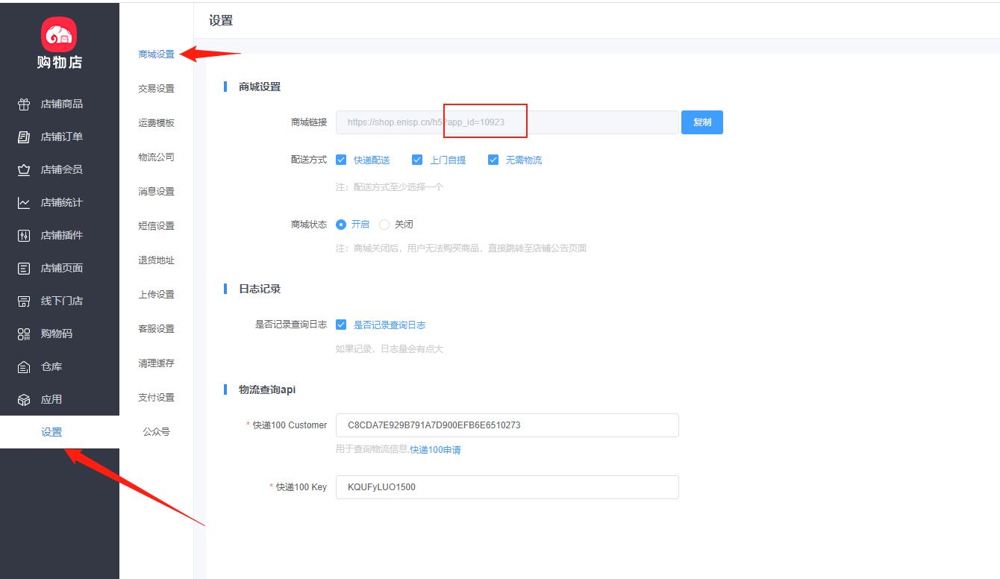 购物店
店铺商品
店铺订单
店铺会员
店铺统计
店铺插件
店铺页面
线下门店
购物码
仓库
应用
设置
商城设置
交易设置
运费模板
物流公司
消息设置
短信设置
退货地址
上传设置
客服设置
清理缓存
支付设置
公众号
设置
商城设置
商城链接 https://shop.enisp.cn/h5?app_id=10923 复制
配送方式 快递配送 上门自提 无需物流
注：配送方式至少选择一个
商城状态 开启 关闭
注：商城关闭后，用户无法购买商品，直接跳转至店铺公告页面
日志记录
是否记录查询日志 是否记录查询日志
如果记录，日志量会有点大
物流查询api
* 快递100 Customer C8CDA7E929B791A7D900EFB6E6510273
用于查询物流信息,快递100申请
* 快递100 Key KQUFyLUO1500